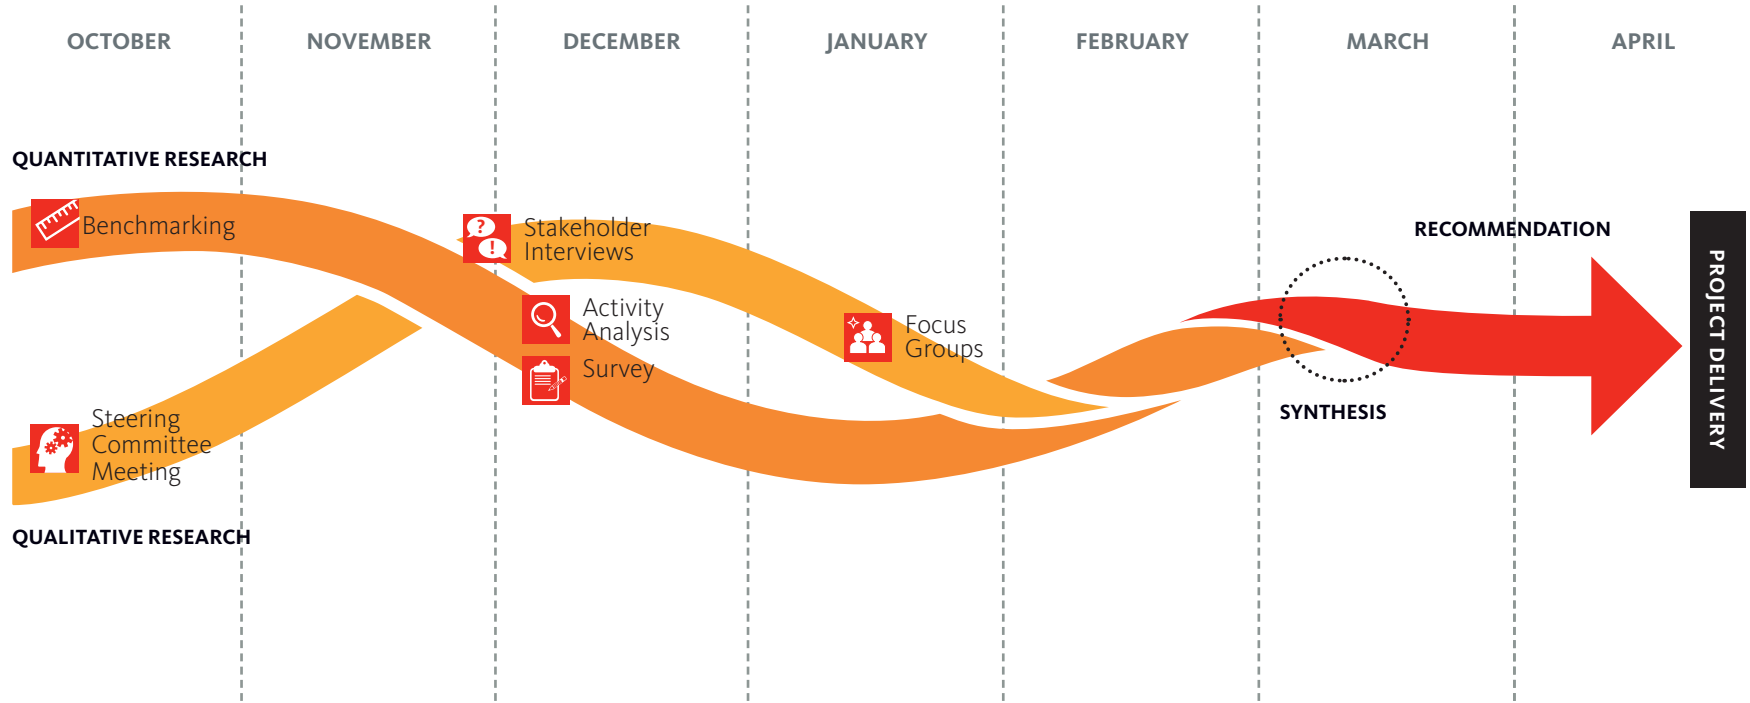 OCTOBER
NOVEMBER
DECEMBER
JANUARY
FEBRUARY
MARCH
APRIL
QUANTITATIVE RESEARCH
Benchmarking
Stakeholder
Interviews
Activity
Analysis
Survey
Focus
Groups
Steering
Committee
Meeting
QUALITATIVE RESEARCH
RECOMMENDATION
SYNTHESIS
PROJECT DELIVERY